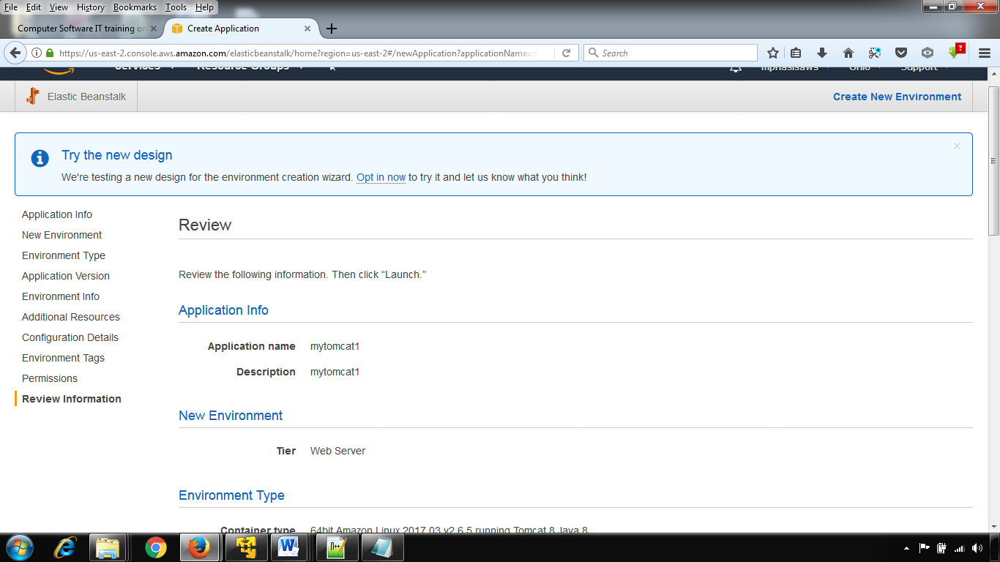 File Edit View History Bookmarks Tools Help
Computer Software IT training on
Create Application
https://us-east-2.console.aws.amazon.com/elasticbeanstalk/home?region=us-east-2#/newApplication?applicationName=
Search
Services Resource Groups mphasisaws Ohio Support
Elastic Beanstalk
Create New Environment
Try the new design
We're testing a new design for the environment creation wizard. Opt in now to try it and let us know what you think!
Application Info
New Environment
Environment Type
Application Version
Environment Info
Additional Resources
Configuration Details
Environment Tags
Permissions
Review Information
Review
Review the following information. Then click “Launch.”
Application Info
Application name mytomcat1
Description mytomcat1
New Environment
Tier Web Server
Environment Type
Container type 64bit Amazon Linux 2017.03 v2.6.5 running Tomcat 8 Java 8